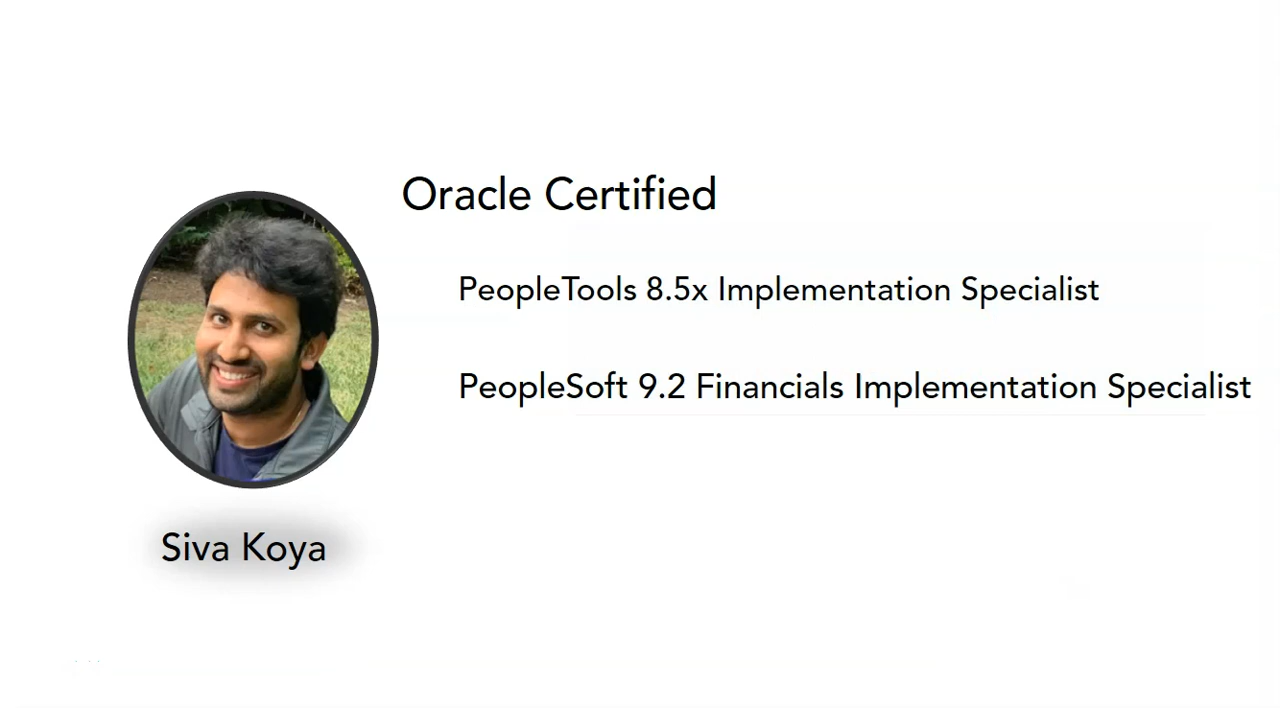 Oracle Certified
PeopleTools 8.5x Implementation Specialist
PeopleSoft 9.2 Financials Implementation Specialist
Siva Koya